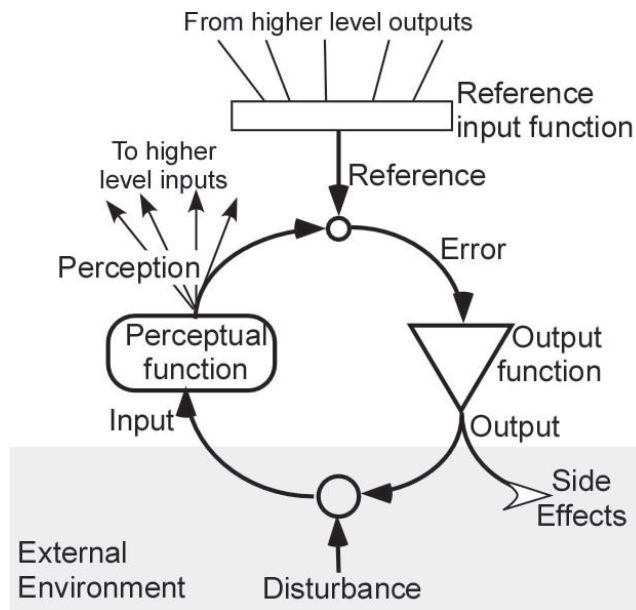 From higher level outputs
Reference
input function
To higher
level inputs
Reference
Perception
Error
Perceptual
function
Output
function
Input
Output
Side
Effects
External
Environment
Disturbance